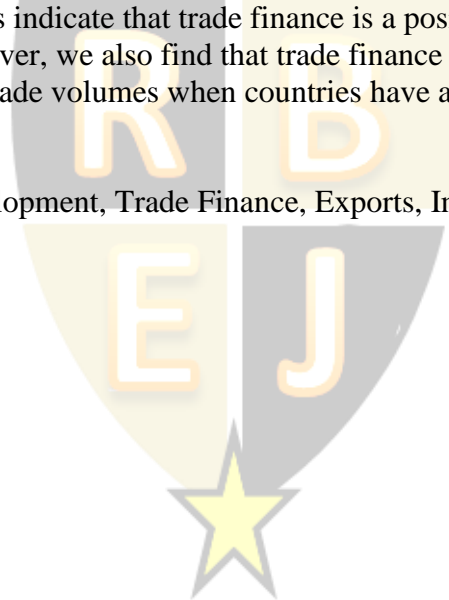 s indicate that trade finance is a pos
ver, we also find that trade finance
ade volumes when countries have a
lopment, Trade Finance, Exports, In
R B
E J